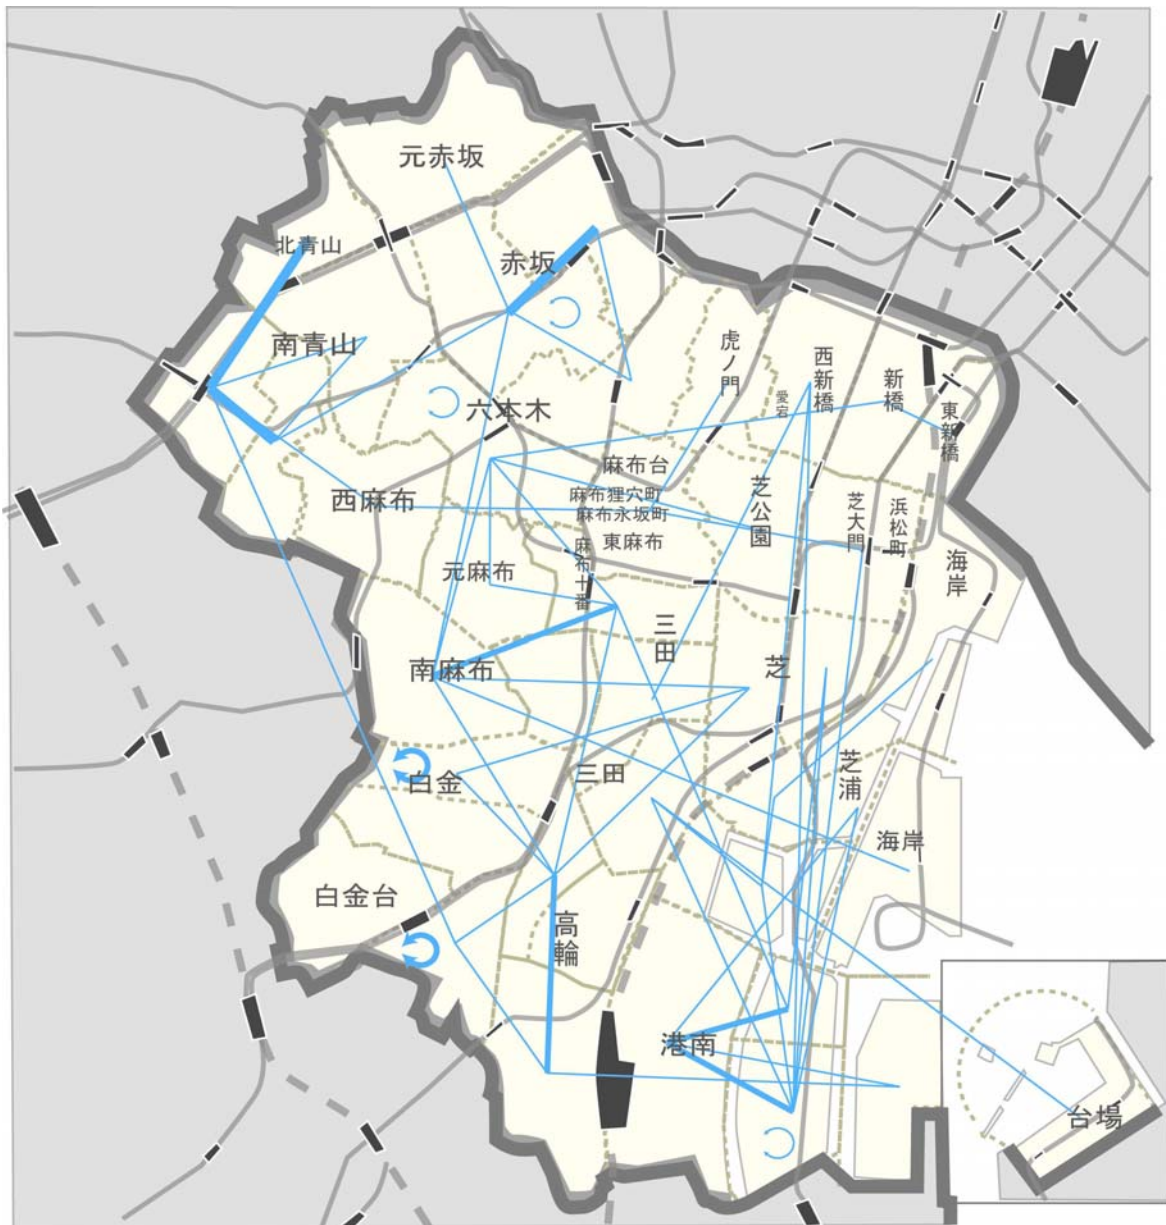 元赤坂
北青山
赤坂
南青山
虎ノ門
西新橋
愛宕
新橋
東新橋
六本木
麻布台
麻布狸穴町
麻布永坂町
東麻布
西麻布
芝公園
芝大門
浜松町
海岸
元麻布
麻布十番
三田
南麻布
芝
白金
三田
芝浦
海岸
白金台
高輪
港南
台場